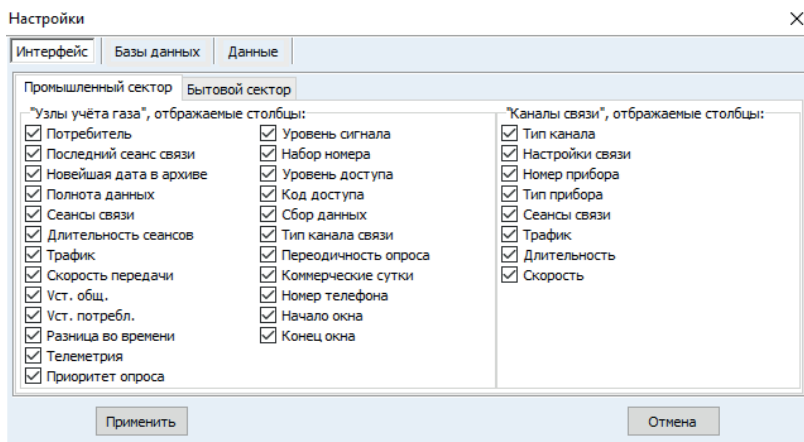 Настройки
Интерфейс Базы данных Данные
Промышленный сектор Бытовой сектор
"Узлы учёта газа", отбражаемые столбцы:
Потребитель
Последний сеанс связи
Новейшая дата в архиве
Полнота данных
Сеансы связи
Длительность сеансов
Трафик
Скорость передачи
Vст. общ.
Vст. потребл.
Разница во времени
Телеметрия
Приоритет опроса
Уровень сигнала
Набор номера
Уровень доступа
Код доступа
Сбор данных
Тип канала связи
Переодичность опроса
Коммерческие сутки
Номер телефона
Начало окна
Конец окна
"Каналы связи", отбражаемые столбцы:
Тип канала
Настройки связи
Номер прибора
Тип прибора
Сеансы связи
Трафик
Длительность
Скорость
Применить Отмена